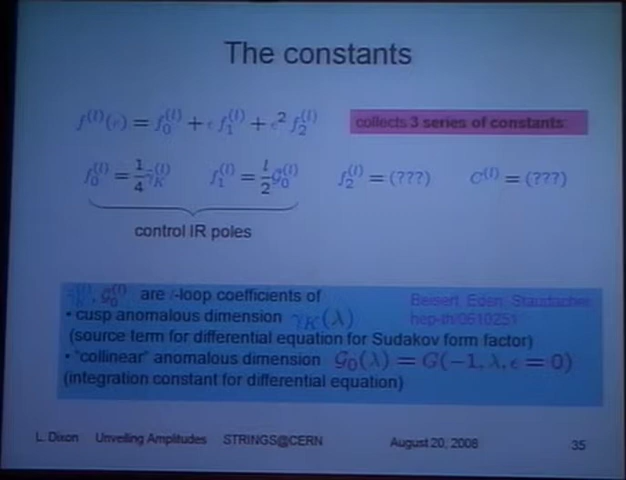 The constants
f^(l)(ϵ) = f_0^(l) + ϵ f_1^(l) + ϵ² f_2^(l)
collects 3 series of constants:
f_0^(l) = 1/4 γ̂_K^(l)   f_1^(l) = l/2 𝒢_0^(l)   f_2^(l) = (???)   C^(l) = (???)
control IR poles
γ̂_K^(l), 𝒢_0^(l) are l-loop coefficients of
Beisert, Eden, Staudacher,
• cusp anomalous dimension γ_K(λ)
hep-th/0610251
(source term for differential equation for Sudakov form factor)
• "collinear" anomalous dimension 𝒢_0(λ) = G(−1, λ, ϵ = 0)
(integration constant for differential equation)
L. Dixon   Unveiling Amplitudes   STRINGS@CERN   August 20, 2008   35